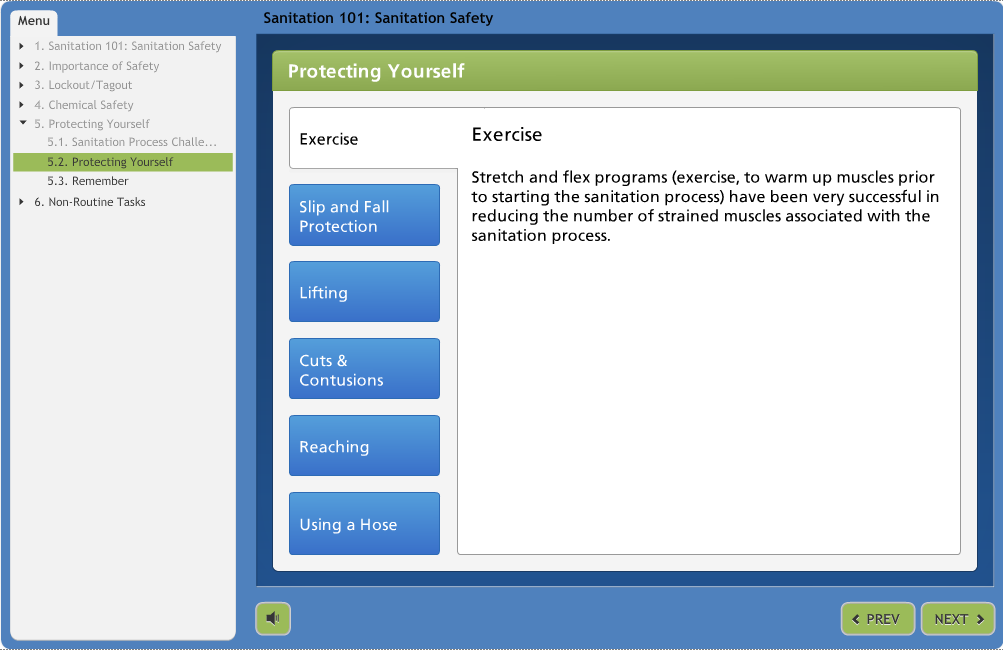 Menu
Sanitation 101: Sanitation Safety
1. Sanitation 101: Sanitation Safety
2. Importance of Safety
3. Lockout/Tagout
4. Chemical Safety
5. Protecting Yourself
5.1. Sanitation Process Challe...
5.2. Protecting Yourself
5.3. Remember
6. Non-Routine Tasks
Protecting Yourself
Exercise
Slip and Fall
Protection
Lifting
Cuts &
Contusions
Reaching
Using a Hose
Exercise
Stretch and flex programs (exercise, to warm up muscles prior
to starting the sanitation process) have been very successful in
reducing the number of strained muscles associated with the
sanitation process.
PREV
NEXT